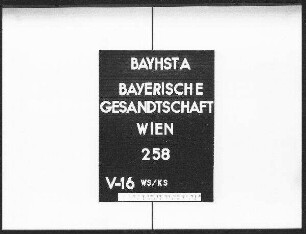 BAYHSTA
BAYERISCHE
GESANDTSCHAFT
WIEN
258
V-16 WS/KS